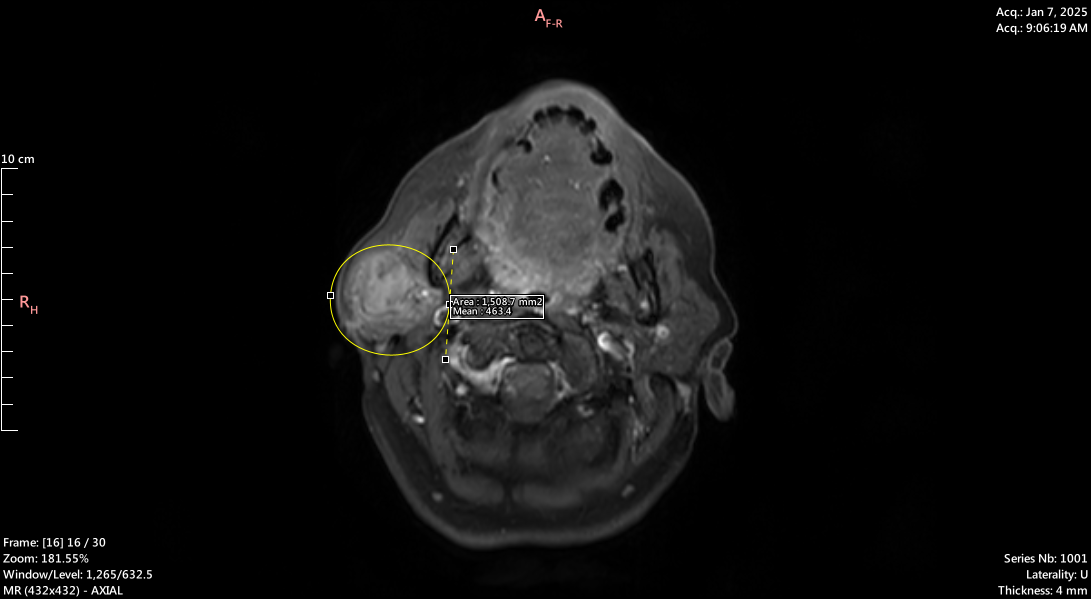 A F-R
Acq.: Jan 7, 2025
Acq.: 9:06:19 AM
10 cm
R H
Area : 1,508.7 mm2
Mean : 463.4
Frame: [16] 16 / 30
Zoom: 181.55%
Window/Level: 1,265/632.5
MR (432x432) - AXIAL
Series Nb: 1001
Laterality: U
Thickness: 4 mm